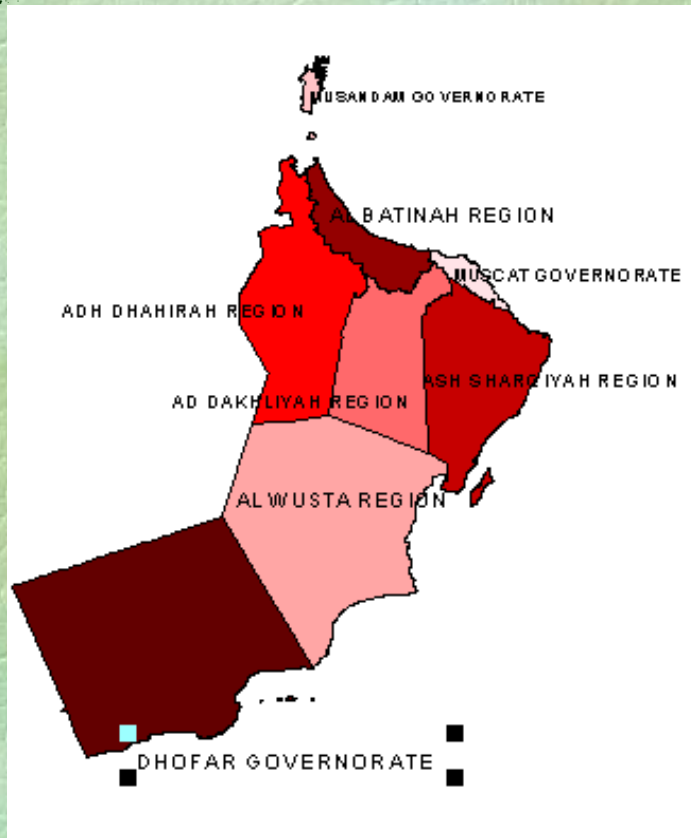 MUSANDAM GOVERNORATE
AL BATINAH REGION
MUSCAT GOVERNORATE
ADH DHAHIRAH REGION
ASH SHARQIYAH REGION
AD DAKHLIYAH REGION
AL WUSTA REGION
DHOFAR GOVERNORATE